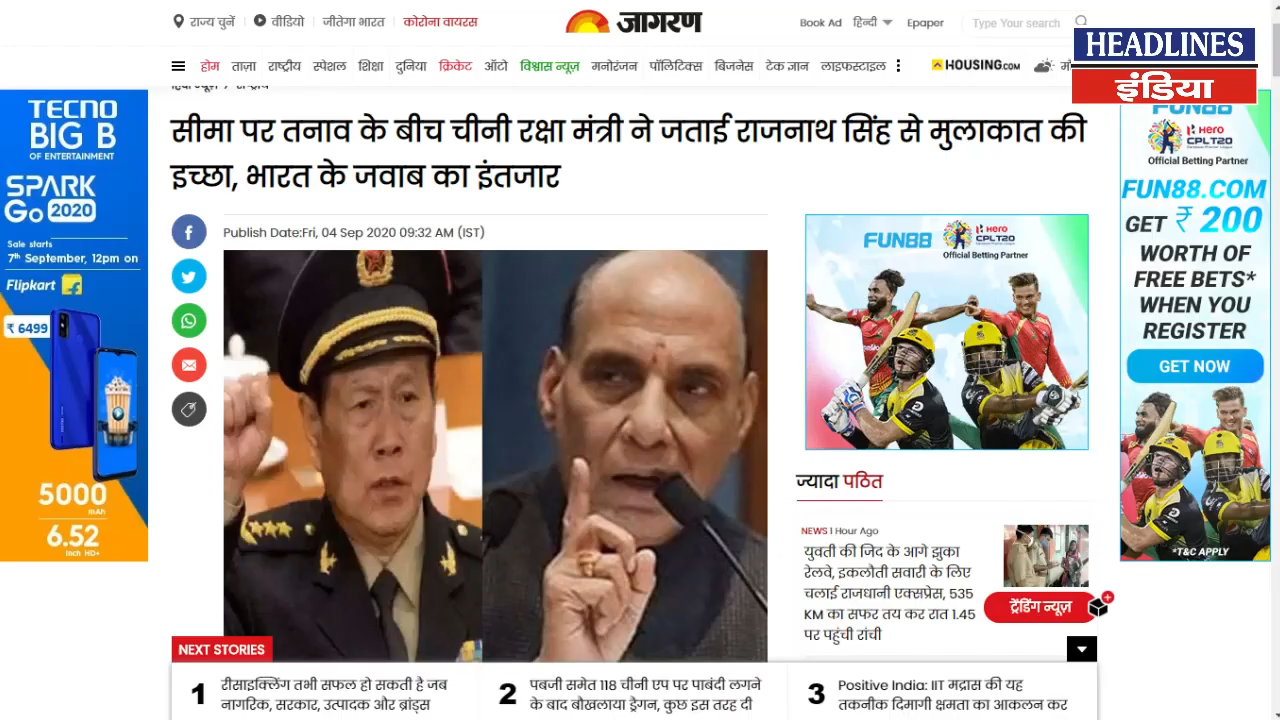 राज्य चुनें
वीडियो
जीतेगा भारत
कोरोना वायरस
जागरण
Book Ad
हिन्दी
Epaper
Type Your search
HEADLINES
इंडिया
होम ताज़ा राष्ट्रीय स्पेशल शिक्षा दुनिया क्रिकेट ऑटो विश्वास न्यूज़ मनोरंजन पॉलिटिक्स बिजनेस टेक ज्ञान लाइफस्टाइल
HOUSING.COM
सीमा पर तनाव के बीच चीनी रक्षा मंत्री ने जताई राजनाथ सिंह से मुलाकात की
इच्छा, भारत के जवाब का इंतजार
Publish Date:Fri, 04 Sep 2020 09:32 AM (IST)
TECNO
BIG B
OF ENTERTAINMENT
SPARK
Go 2020
Sale starts
7th September, 12pm on
Flipkart
₹ 6499
5000
mAh
6.52
inch HD+
FUN88
HERO
CPLT20
Official Betting Partner
ज्यादा पठित
NEWS 1 Hour Ago
युवती की जिद के आगे झुका
रेलवे, इकलौती सवारी के लिए
चलाई राजधानी एक्सप्रेस, 535
KM का सफर तय कर रात 1.45
पर पहुंची रांची
ट्रेंडिंग न्यूज़
FUN88
HERO
CPLT20
Official Betting Partner
FUN88.COM
GET ₹ 200
WORTH OF
FREE BETS*
WHEN YOU
REGISTER
GET NOW
*T&C APPLY
NEXT STORIES
1 रीसाइक्लिंग तभी सफल हो सकती है जब
नागरिक, सरकार, उत्पादक और ब्रांड्स
2 पबजी समेत 118 चीनी एप पर पाबंदी लगने
के बाद बौखलाया ड्रैगन, कुछ इस तरह दी
3 Positive India: IIT मद्रास की यह
तकनीक दिमागी क्षमता का आकलन कर